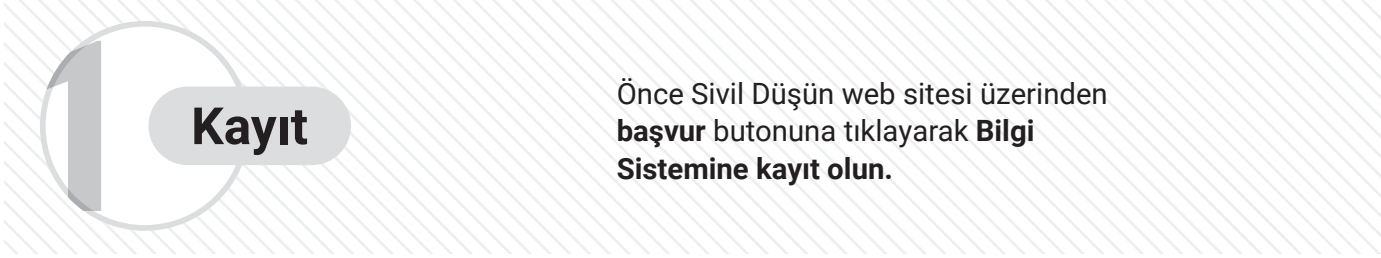 1
Kayıt
Önce Sivil Düşün web sitesi üzerinden
başvur butonuna tıklayarak Bilgi
Sistemine kayıt olun.